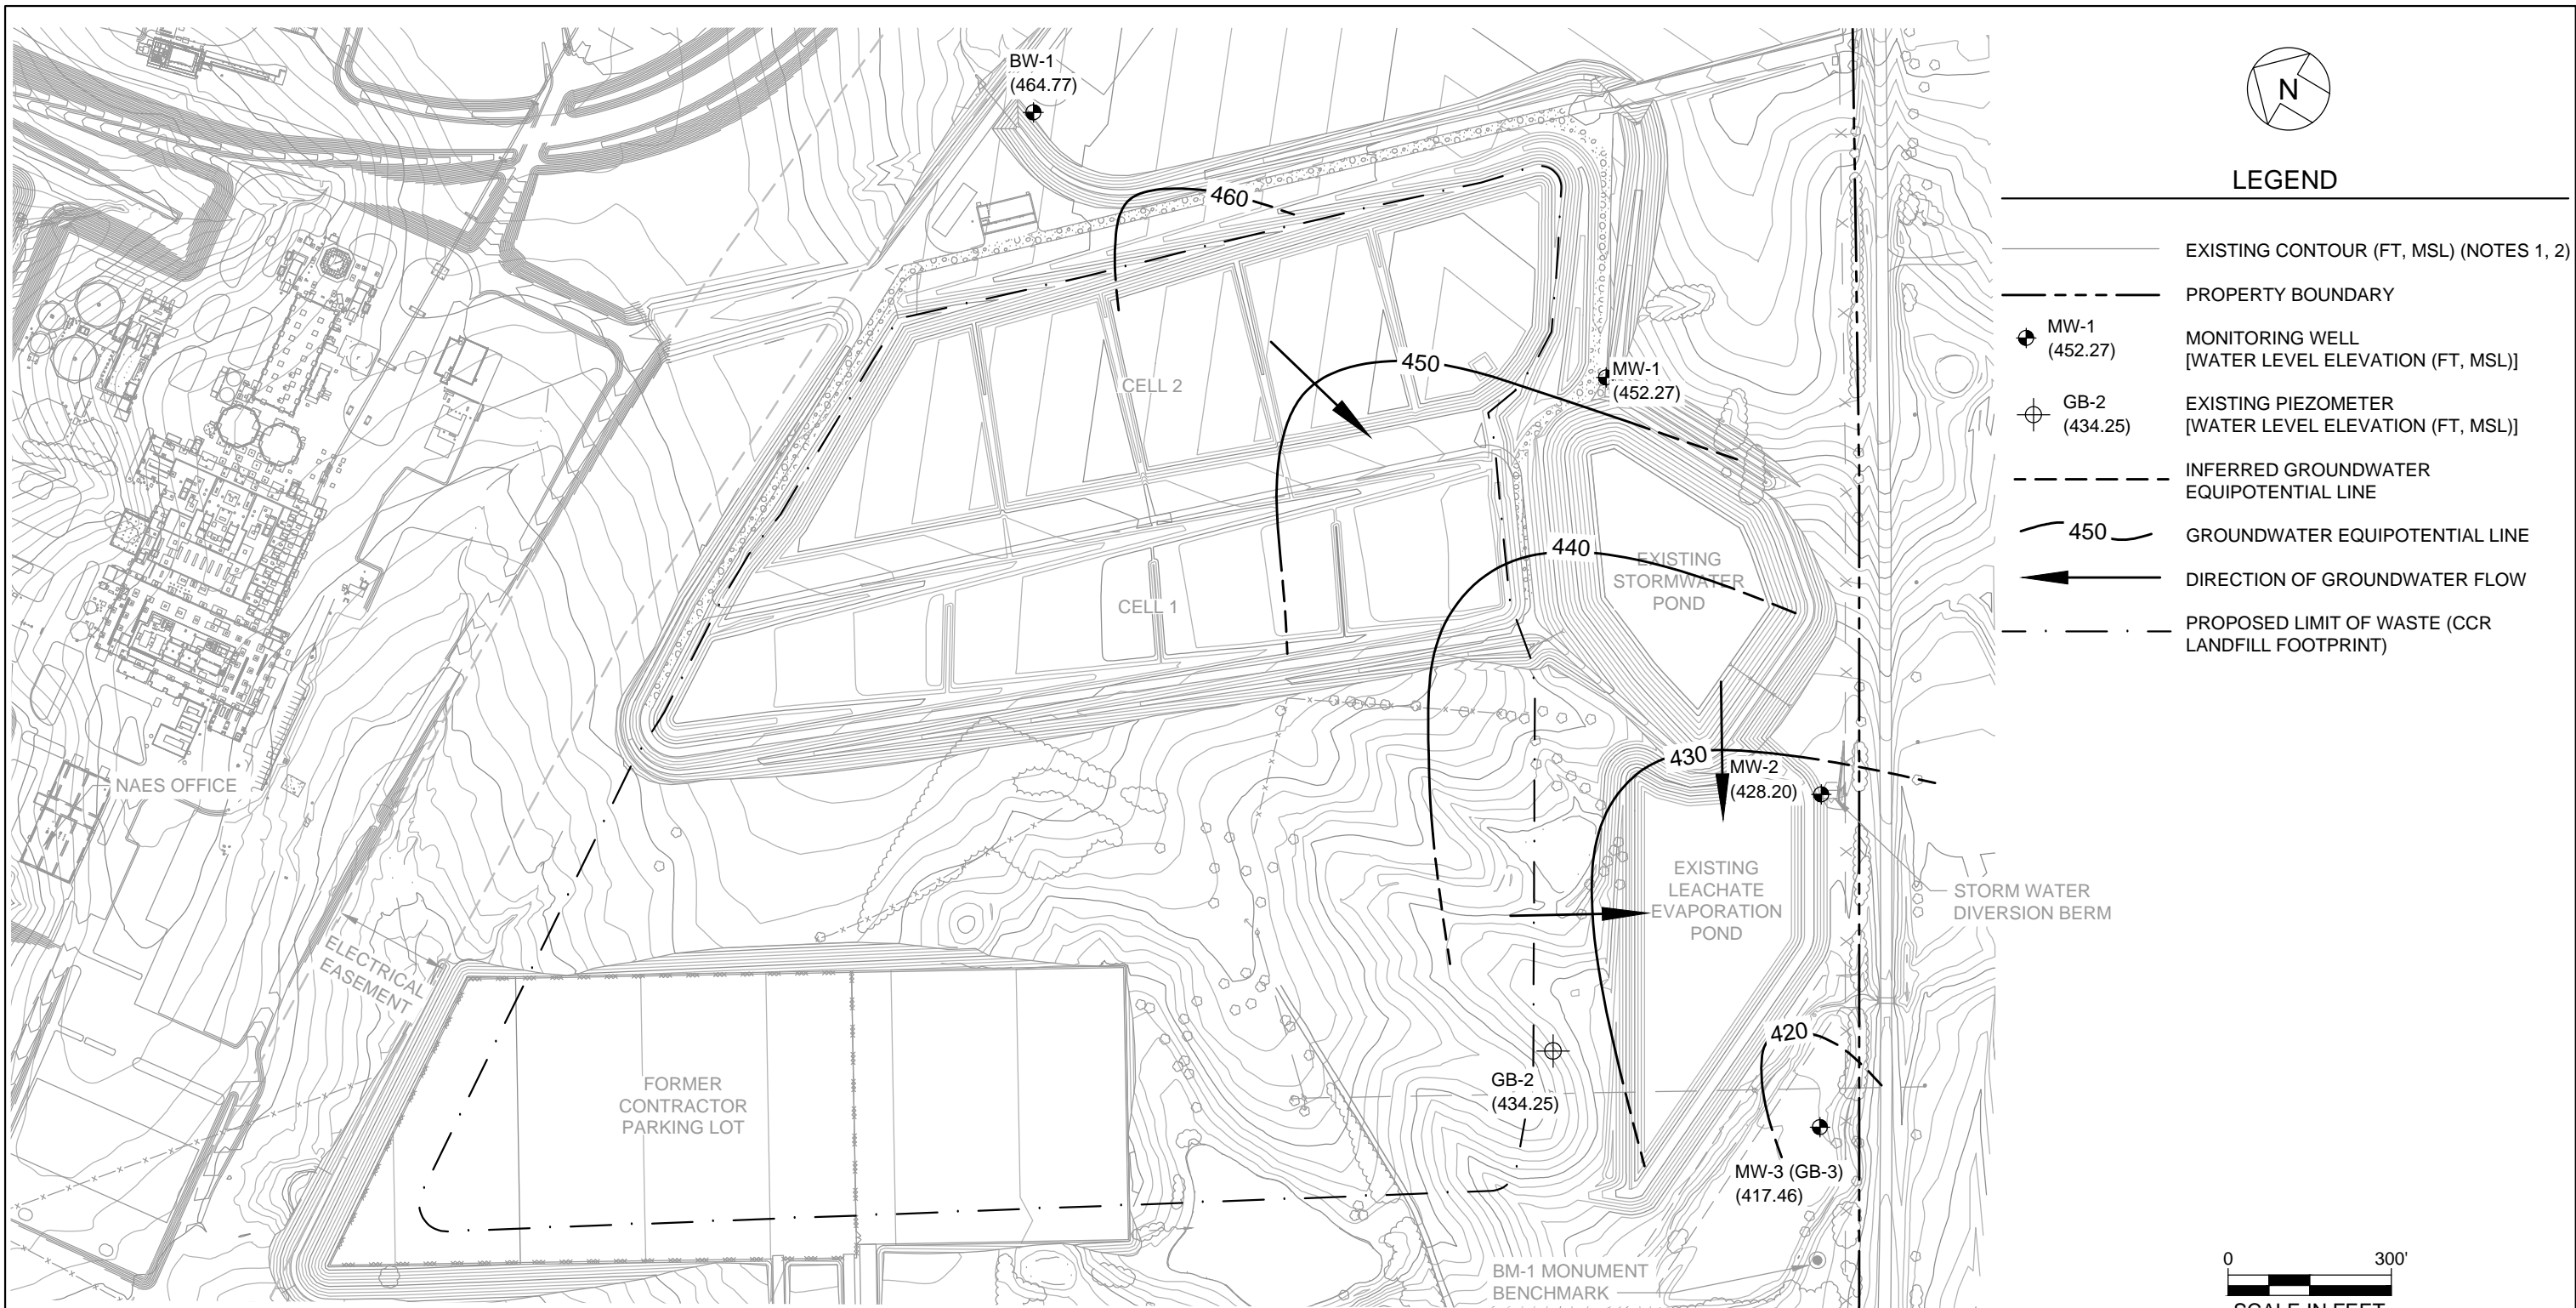 BW-1
(464.77)
460
450
MW-1
(452.27)
CELL 2
440
EXISTING
STORMWATER
POND
CELL 1
430
MW-2
(428.20)
NAES OFFICE
EXISTING
LEACHATE
EVAPORATION
POND
STORM WATER
DIVERSION BERM
ELECTRICAL
EASEMENT
420
GB-2
(434.25)
FORMER
CONTRACTOR
PARKING LOT
MW-3 (GB-3)
(417.46)
BM-1 MONUMENT
BENCHMARK
N
LEGEND
EXISTING CONTOUR (FT, MSL) (NOTES 1, 2)
PROPERTY BOUNDARY
MW-1
(452.27)
MONITORING WELL
[WATER LEVEL ELEVATION (FT, MSL)]
GB-2
(434.25)
EXISTING PIEZOMETER
[WATER LEVEL ELEVATION (FT, MSL)]
INFERRED GROUNDWATER
EQUIPOTENTIAL LINE
450
GROUNDWATER EQUIPOTENTIAL LINE
DIRECTION OF GROUNDWATER FLOW
PROPOSED LIMIT OF WASTE (CCR
LANDFILL FOOTPRINT)
0 300'
SCALE IN FEET